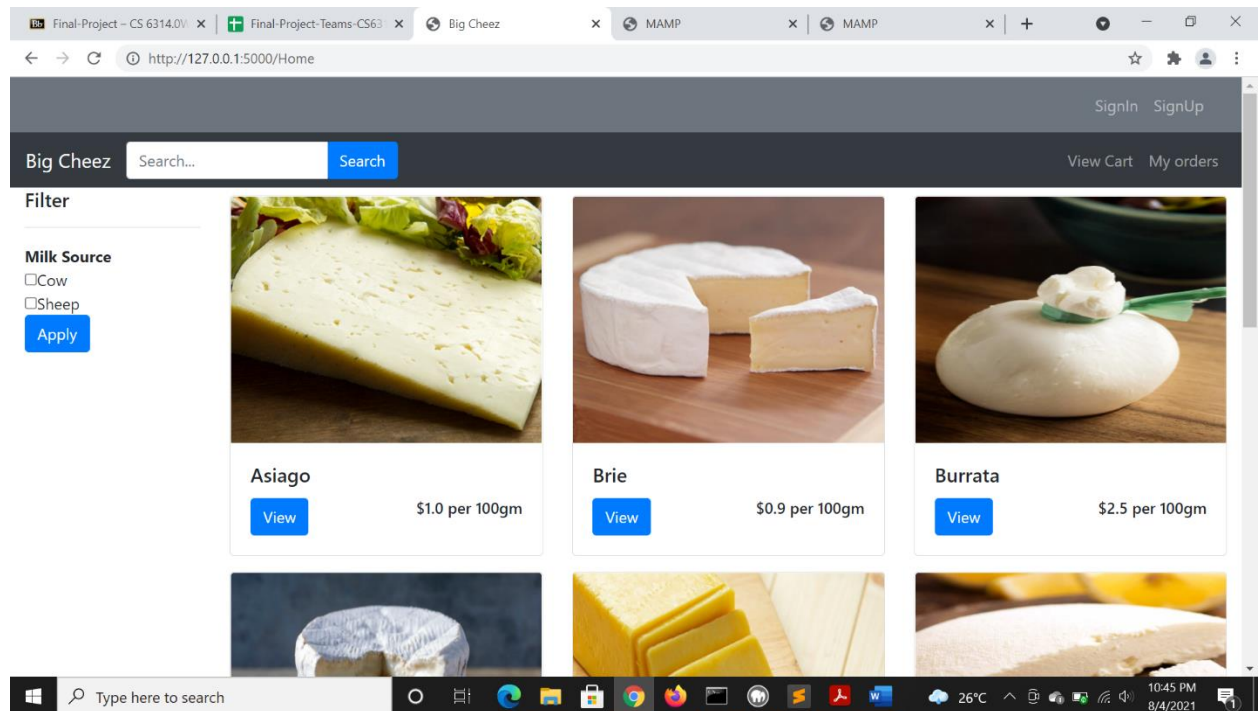 Final-Project – CS 6314.0W
Final-Project-Teams-CS63
Big Cheez
MAMP
MAMP
http://127.0.0.1:5000/Home
SignIn SignUp
Big Cheez
Search...
Search
View Cart My orders
Filter
Milk Source
Cow
Sheep
Apply
Asiago
View
$1.0 per 100gm
Brie
View
$0.9 per 100gm
Burrata
View
$2.5 per 100gm
Type here to search
26°C
10:45 PM
8/4/2021